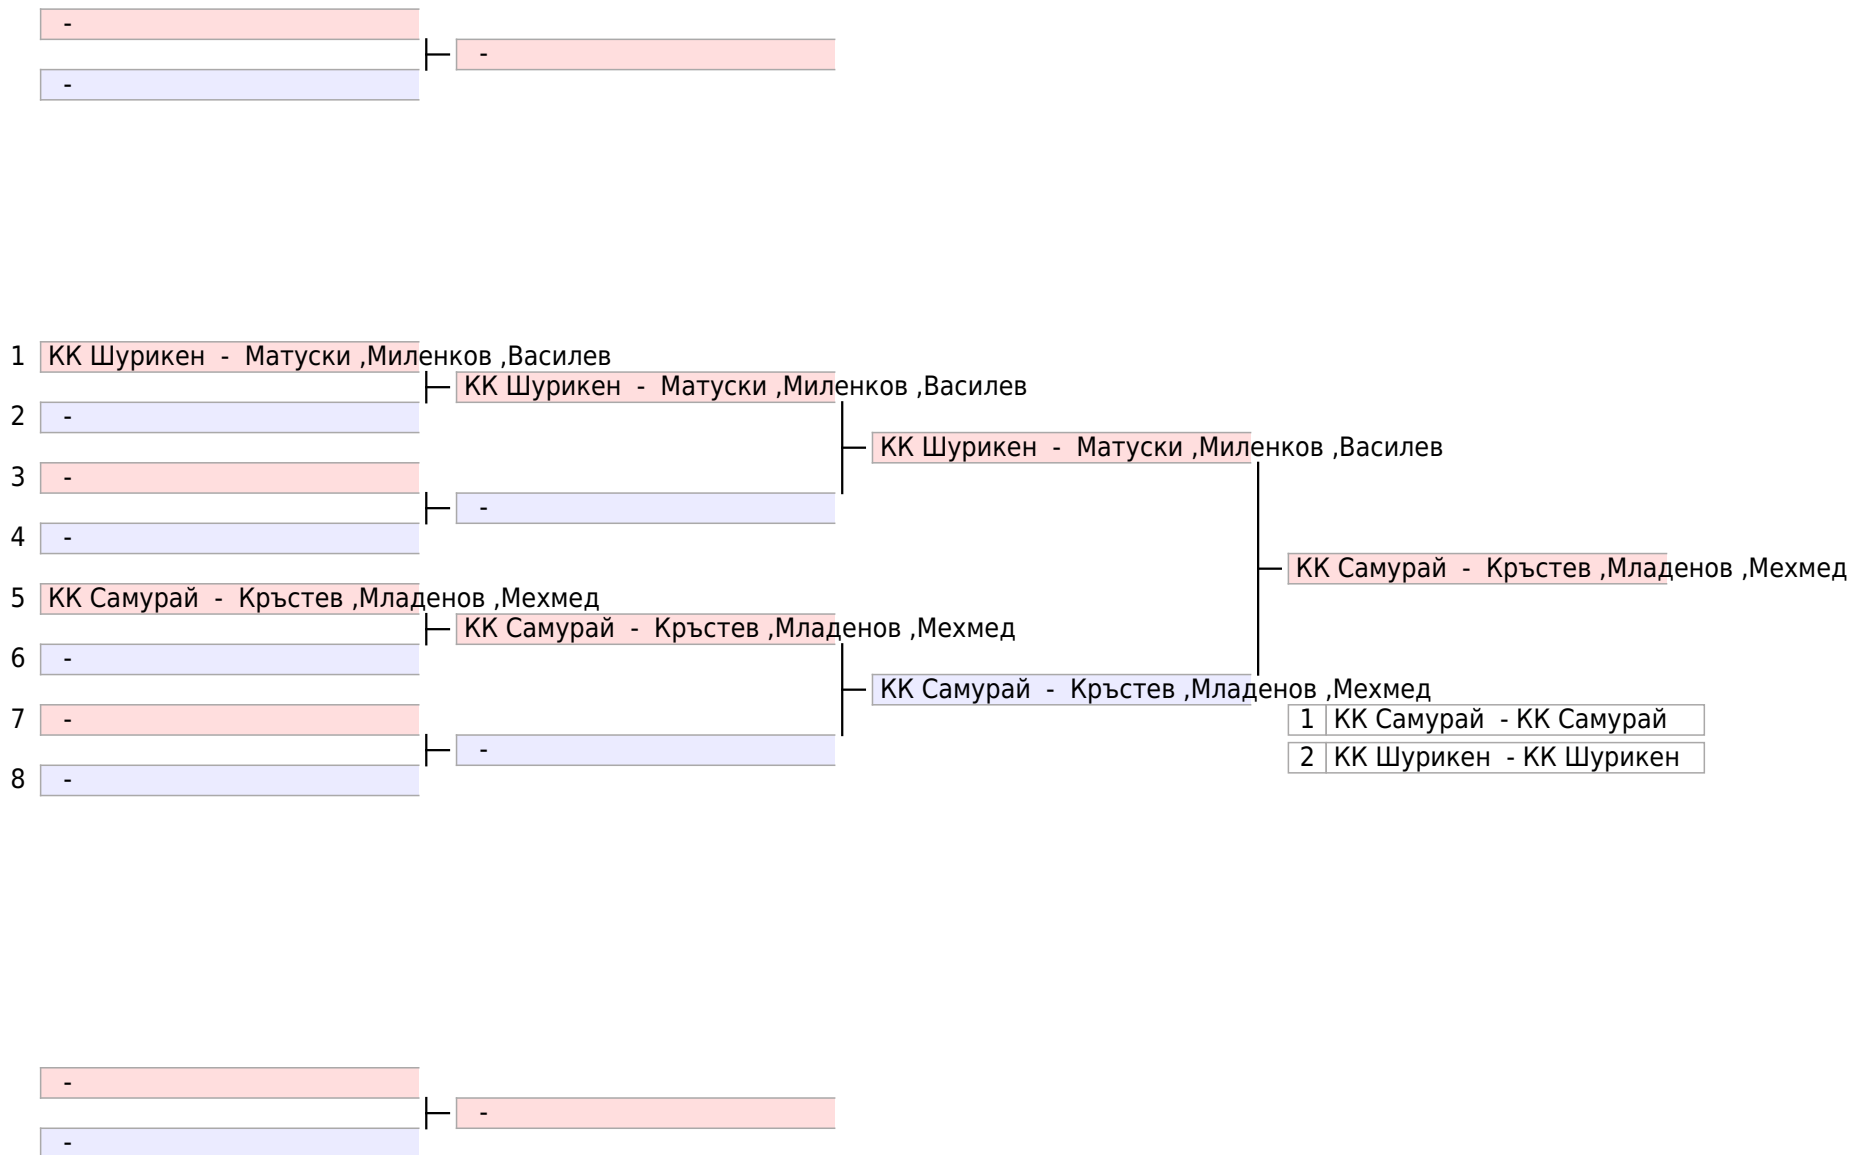 -
-
-
1 КК Шурикен - Матуски ,Миленков ,Василев
КК Шурикен - Матуски ,Миленков ,Василев
2 -
КК Шурикен - Матуски ,Миленков ,Василев
3 -
-
4 -
КК Самурай - Кръстев ,Младенов ,Мехмед
5 КК Самурай - Кръстев ,Младенов ,Мехмед
КК Самурай - Кръстев ,Младенов ,Мехмед
6 -
КК Самурай - Кръстев ,Младенов ,Мехмед
7 -
1 КК Самурай - КК Самурай
-
2 КК Шурикен - КК Шурикен
8 -
-
-
-